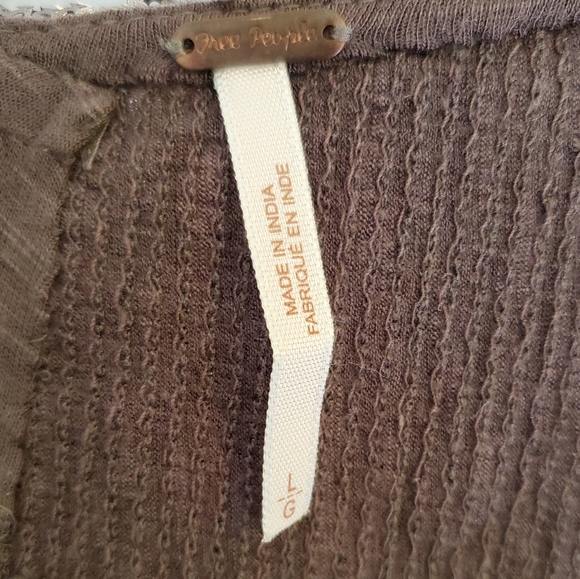 Free People
MADE IN INDIA
FABRIQUÉ EN INDE